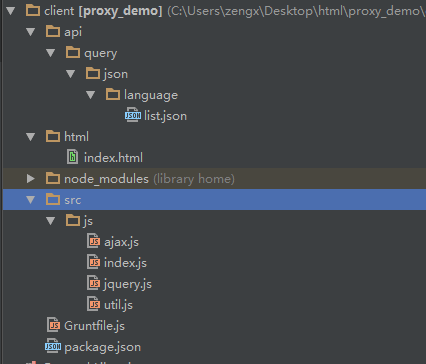 client [proxy_demo] (C:\Users\zengx\Desktop\html\proxy_demo\
api
query
json
language
list.json
html
index.html
node_modules (library home)
src
js
ajax.js
index.js
jquery.js
util.js
Gruntfile.js
package.json